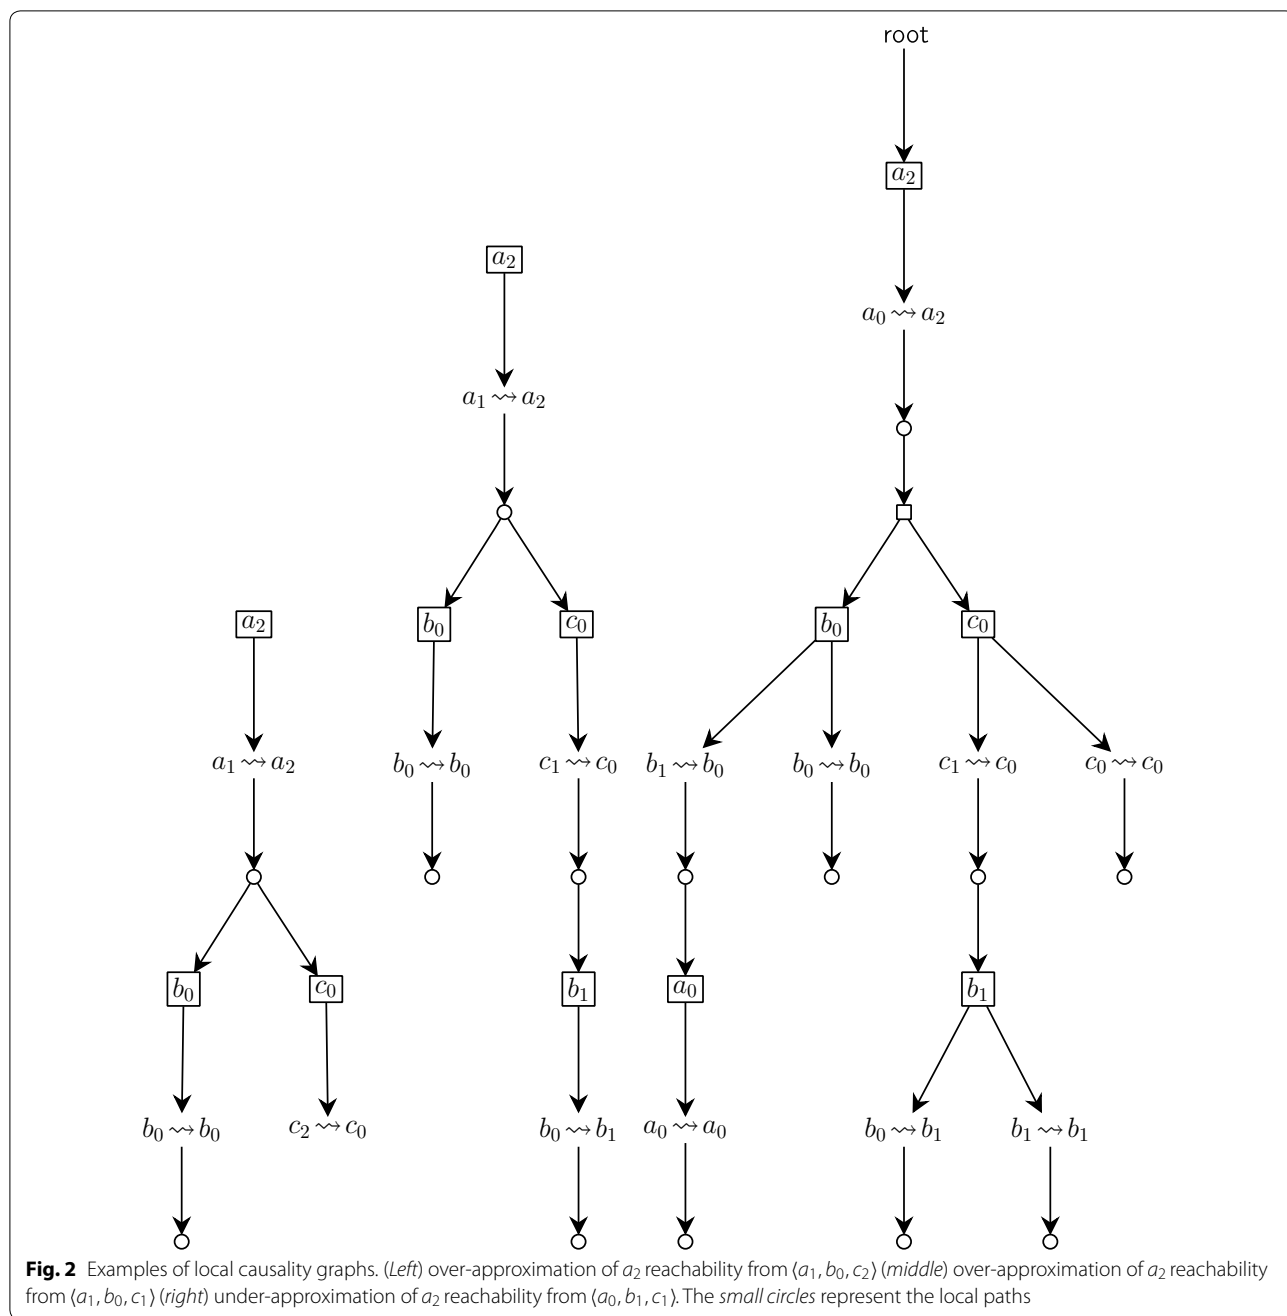 root
a₂
a₂
a₀ ⇝ a₂
a₁ ⇝ a₂
a₂ b₀ c₀ b₀ c₀
a₁ ⇝ a₂ b₀ ⇝ b₀ c₁ ⇝ c₀ b₁ ⇝ b₀ b₀ ⇝ b₀ c₁ ⇝ c₀ c₀ ⇝ c₀
b₀ c₀ b₁ a₀ b₁
b₀ ⇝ b₀ c₂ ⇝ c₀ b₀ ⇝ b₁ a₀ ⇝ a₀ b₀ ⇝ b₁ b₁ ⇝ b₁
Fig. 2 Examples of local causality graphs. (Left) over-approximation of a₂ reachability from ⟨a₁, b₀, c₂⟩ (middle) over-approximation of a₂ reachability
from ⟨a₁, b₀, c₁⟩ (right) under-approximation of a₂ reachability from ⟨a₀, b₁, c₁⟩. The small circles represent the local paths